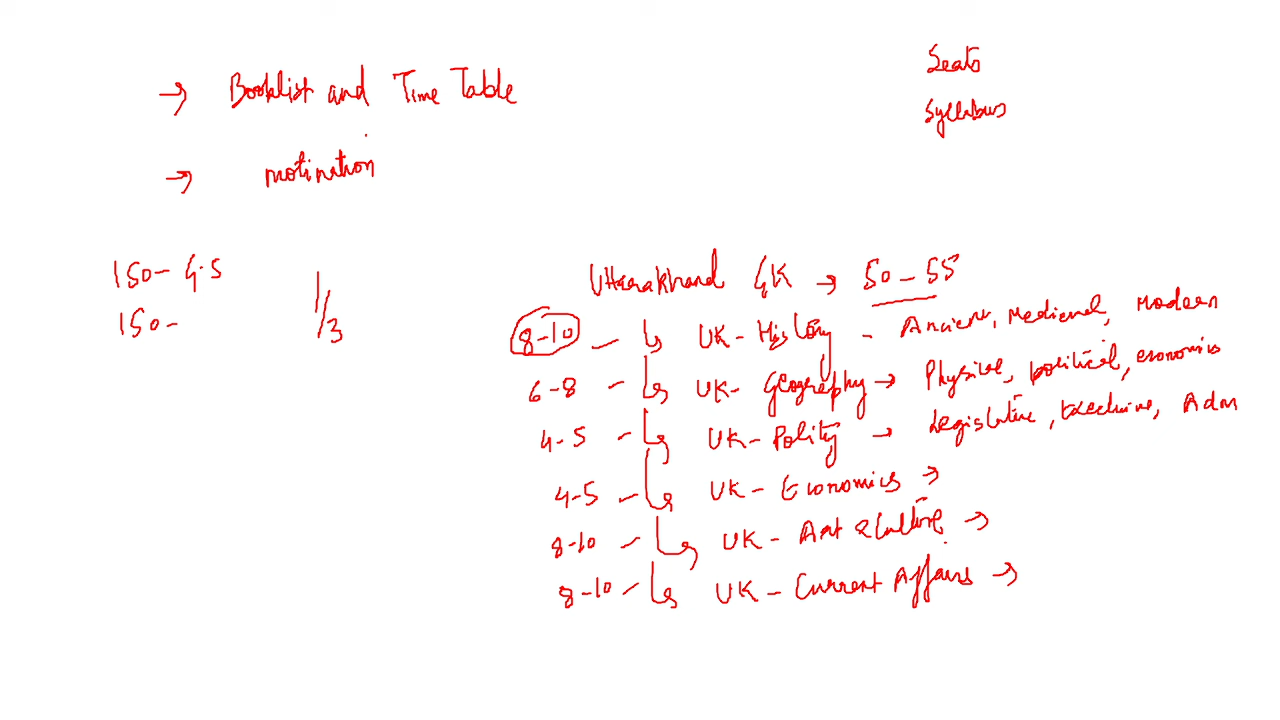 Seats
→ Booklist and Time Table
Syllabus
→ motivation
150 - 4.5
150 -
1/3
Uttarakhand GK → 50 - 55
8-10 - UK - History - Ancient, Medieval, Modern
6-8 - UK - Geography → Physical, political, economics
4-5 - UK - Polity → Legislative, Executive, Adm
4-5 - UK - Economics →
8-10 - UK - Art & Culture →
8-10 - UK - Current Affairs →